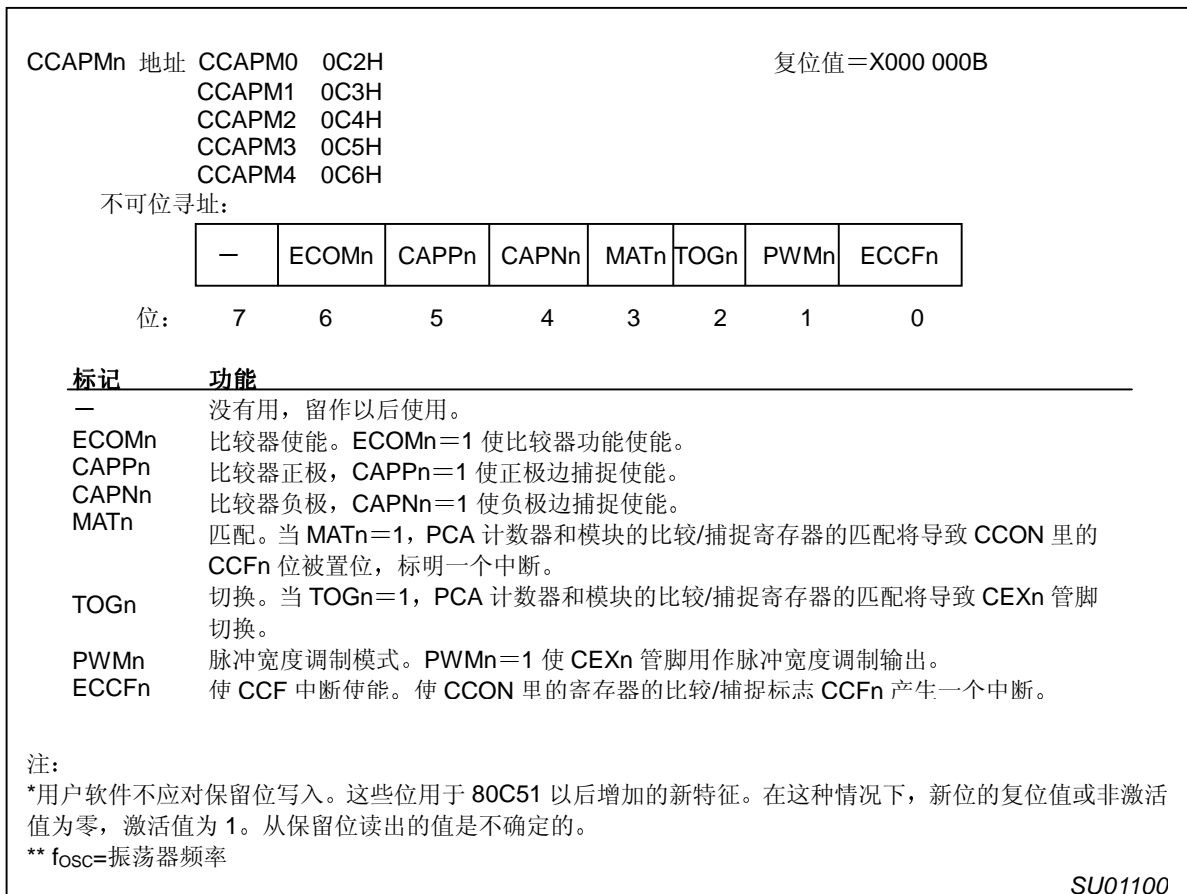 CCAPMn 地址 CCAPM0 0C2H 复位值＝X000 000B
CCAPM1 0C3H
CCAPM2 0C4H
CCAPM3 0C5H
CCAPM4 0C6H
不可位寻址：
－ ECOMn CAPPn CAPNn MATn TOGn PWMn ECCFn
位： 7 6 5 4 3 2 1 0
标记 功能
－ 没有用，留作以后使用。
ECOMn 比较器使能。ECOMn＝1 使比较器功能使能。
CAPPn 比较器正极，CAPPn＝1 使正极边捕捉使能。
CAPNn 比较器负极，CAPNn＝1 使负极边捕捉使能。
MATn 匹配。当 MATn＝1，PCA 计数器和模块的比较/捕捉寄存器的匹配将导致 CCON 里的
CCFn 位被置位，标明一个中断。
TOGn 切换。当 TOGn＝1，PCA 计数器和模块的比较/捕捉寄存器的匹配将导致 CEXn 管脚
切换。
PWMn 脉冲宽度调制模式。PWMn＝1 使 CEXn 管脚用作脉冲宽度调制输出。
ECCFn 使 CCF 中断使能。使 CCON 里的寄存器的比较/捕捉标志 CCFn 产生一个中断。
注：
*用户软件不应对保留位写入。这些位用于 80C51 以后增加的新特征。在这种情况下，新位的复位值或非激活
值为零，激活值为 1。从保留位读出的值是不确定的。
** fOSC=振荡器频率
SU01100